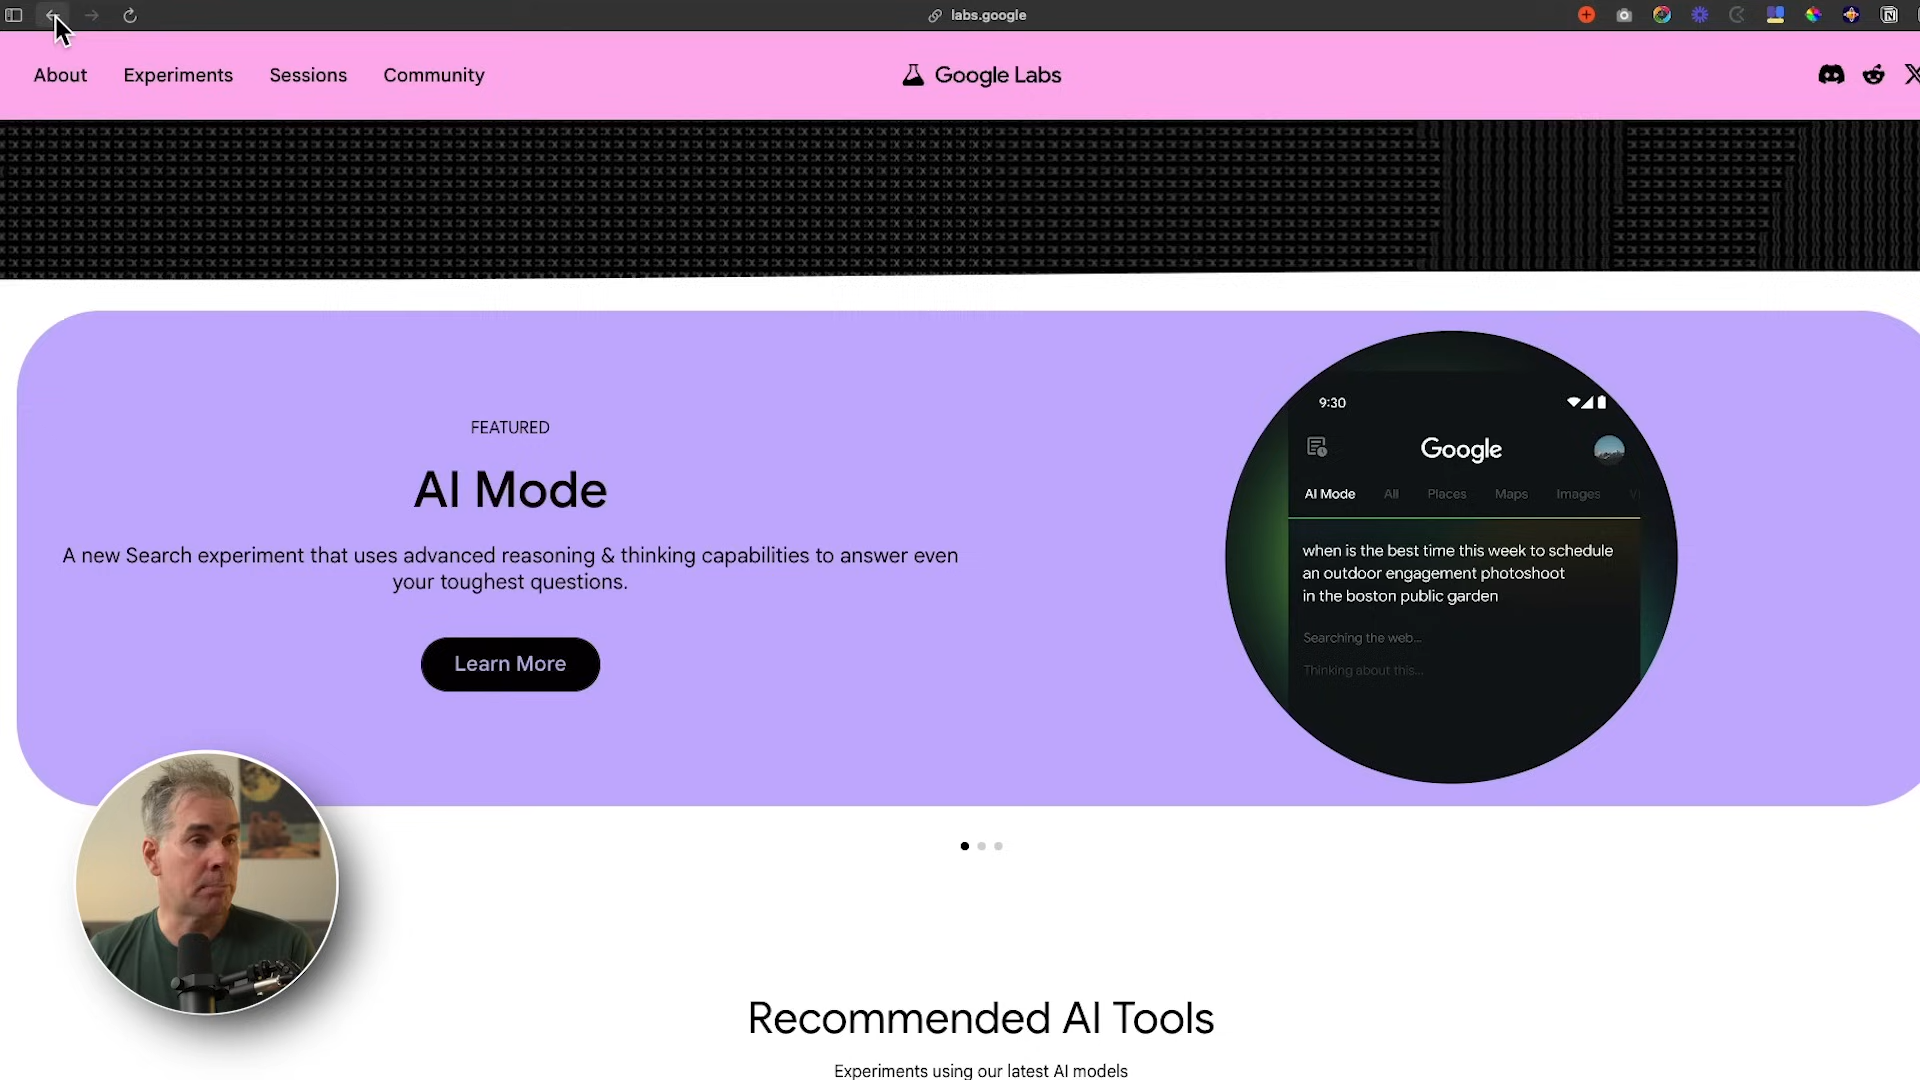 labs.google
About
Experiments
Sessions
Community
Google Labs
FEATURED
AI Mode
A new Search experiment that uses advanced reasoning & thinking capabilities to answer even
your toughest questions.
Learn More
9:30
Google
AI Mode
All
Places
Maps
Images
when is the best time this week to schedule
an outdoor engagement photoshoot
in the boston public garden
Searching the web...
Thinking about this...
Recommended AI Tools
Experiments using our latest AI models